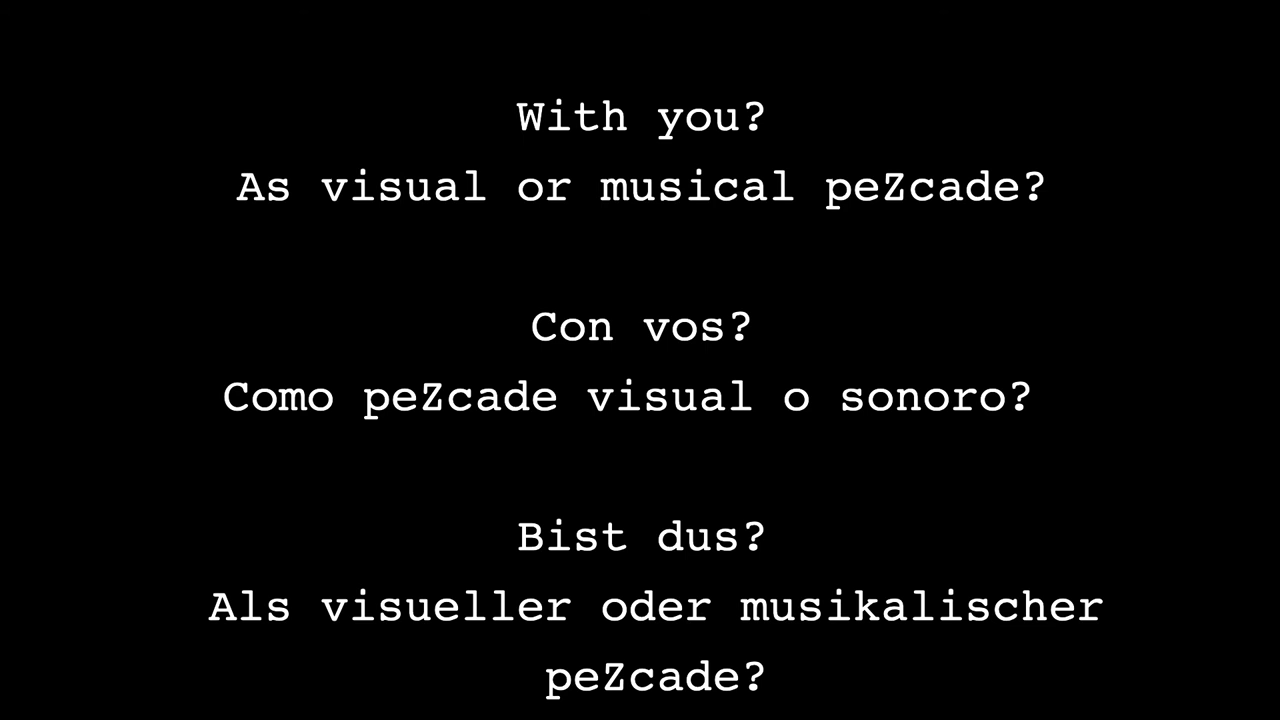 With you?
As visual or musical peZcade?
Con vos?
Como peZcade visual o sonoro?
Bist dus?
Als visueller oder musikalischer
peZcade?